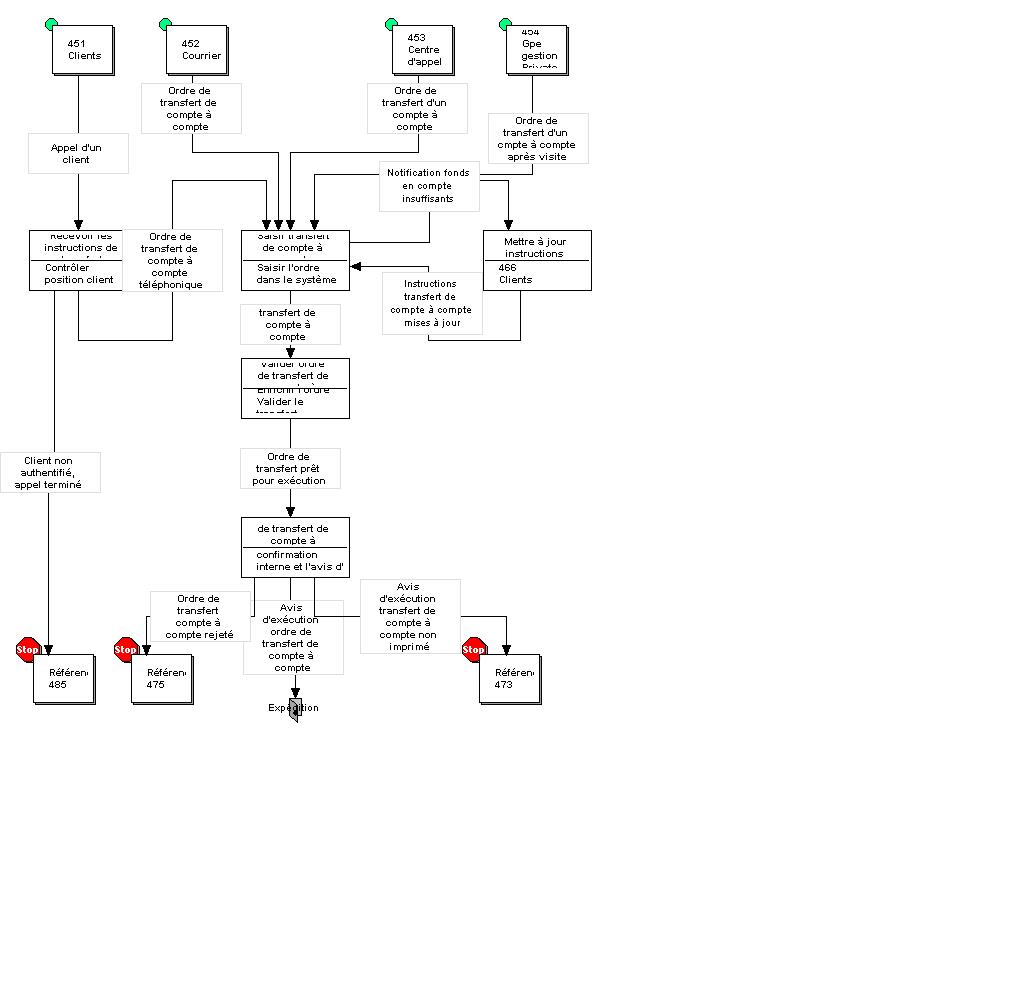 451
Clients
452
Courrier
453
Centre
d'appel
454
Gpe
gestion
Private
Ordre de
transfert de
compte à
compte
Ordre de
transfert d'un
compte à
compte
Ordre de
transfert d'un
cmpte à compte
après visite
Appel d'un
client
Notification fonds
en compte
insuffisants
Recevoir les
instructions de
Contrôler
position client
Ordre de
transfert de
compte à
compte
téléphonique
Saisir transfert
de compte à
Saisir l'ordre
dans le système
Mettre à jour
instructions
466
Clients
Instructions
transfert de
compte à compte
mises à jour
transfert de
compte à
compte
Valider ordre
de transfert de
Enrichir l'ordre
Valider le
transfert
Client non
authentifié,
appel terminé
Ordre de
transfert prêt
pour exécution
de transfert de
compte à
confirmation
interne et l'avis d'
Ordre de
transfert
compte à
compte rejeté
Avis
d'exécution
ordre de
transfert de
compte à
compte
Avis
d'exécution
transfert de
compte à
compte non
imprimé
Stop
Référen
485
Stop
Référen
475
Stop
Référen
473
Expédition